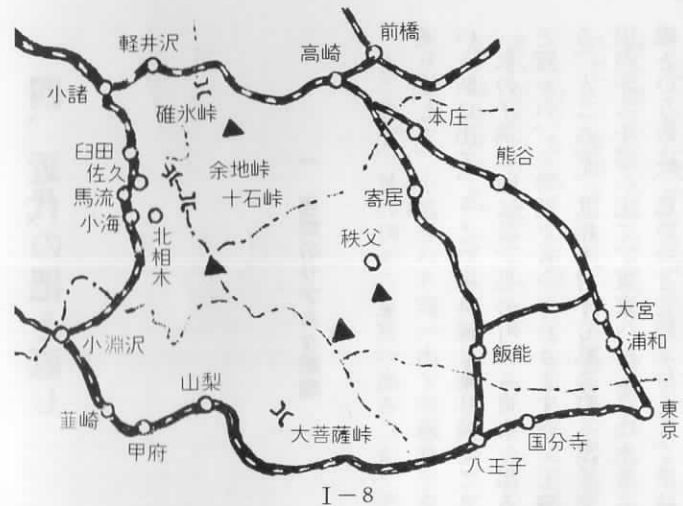 前橋
高崎
軽井沢
小諸
碓氷峠
本庄
臼田
佐久
余地峠
熊谷
馬流
十石峠
寄居
小海
北相木
秩父
大宮
小淵沢
浦和
飯能
山梨
韮崎
大菩薩峠
東京
甲府
国分寺
八王子
I－8